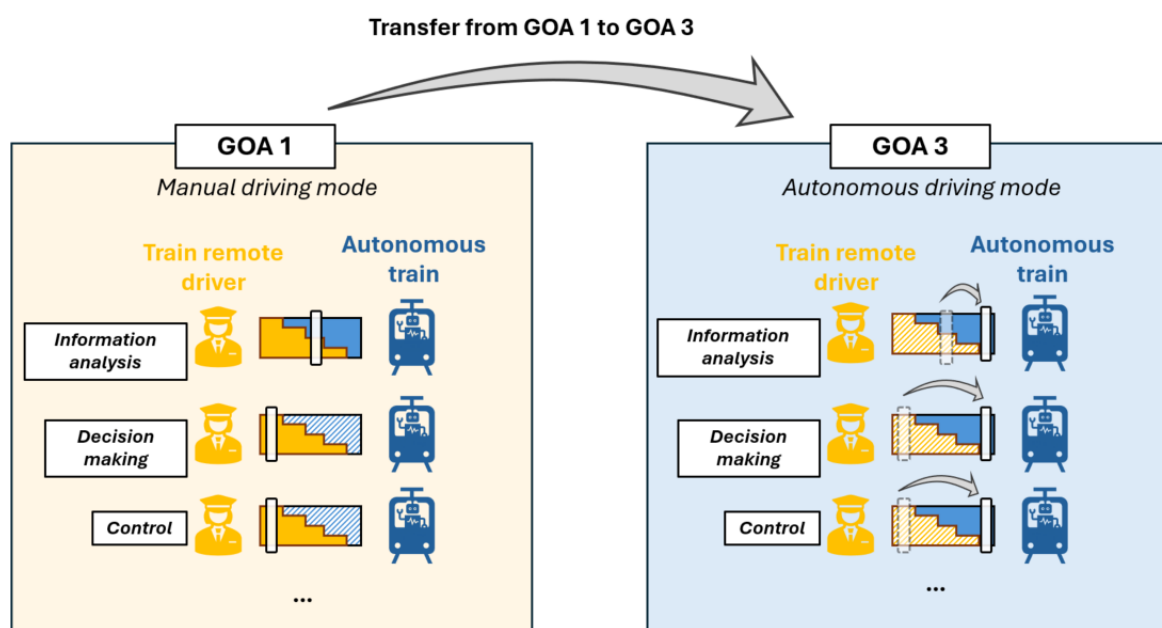 Transfer from GOA 1 to GOA 3
GOA 1
Manual driving mode
Train remote
driver
Autonomous
train
Information
analysis
Decision
making
Control
...
GOA 3
Autonomous driving mode
Train remote
driver
Autonomous
train
Information
analysis
Decision
making
Control
...